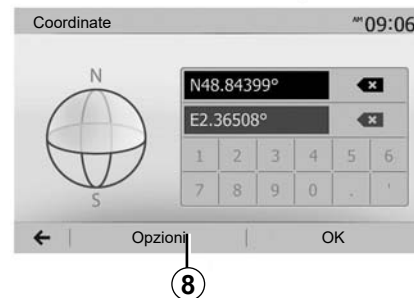 Coordinate AM 09:06
N
S
N48.84399°
E2.36508°
1 2 3 4 5 6
7 8 9 0 . '
Opzioni OK
8